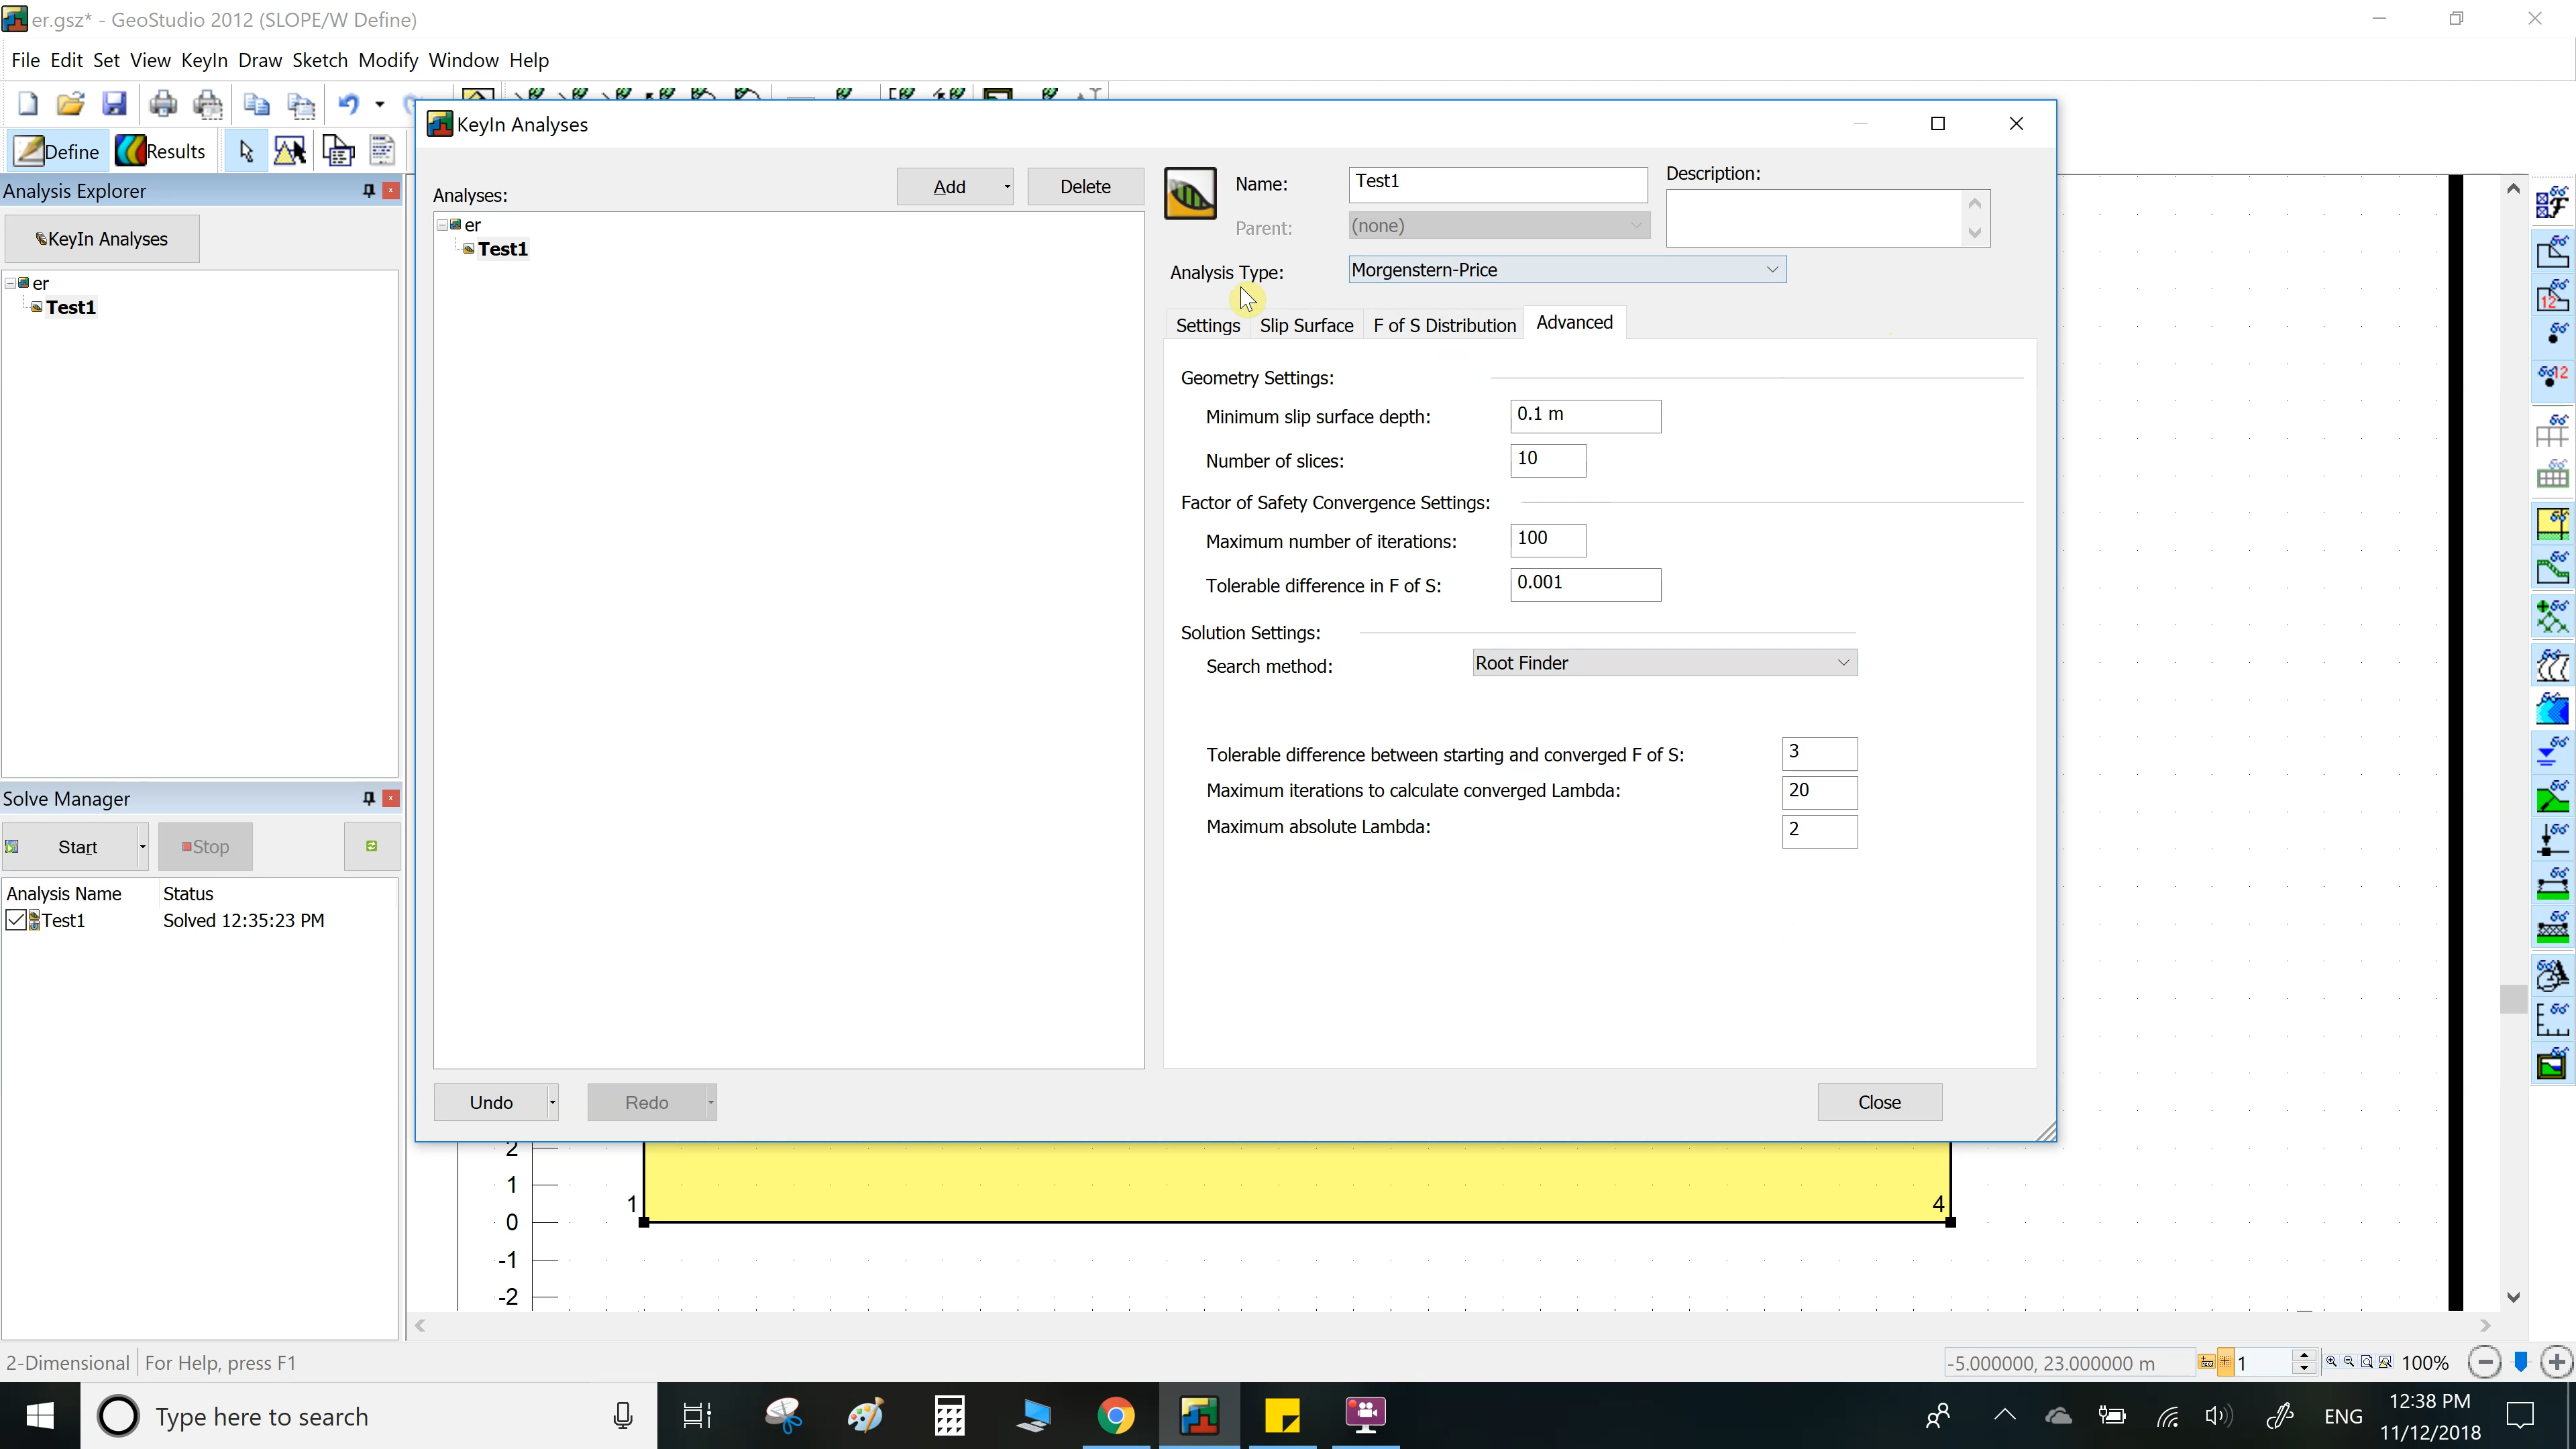 er.gsz* - GeoStudio 2012 (SLOPE/W Define)
File Edit Set View KeyIn Draw Sketch Modify Window Help
KeyIn Analyses
Define Results
Analysis Explorer
KeyIn Analyses
er
Test1
Analyses:
Add
Delete
er
Test1
Name: Test1
Description:
Parent: (none)
Analysis Type: Morgenstern-Price
Settings Slip Surface F of S Distribution Advanced
Geometry Settings:
Minimum slip surface depth: 0.1 m
Number of slices: 10
Factor of Safety Convergence Settings:
Maximum number of iterations: 100
Tolerable difference in F of S: 0.001
Solution Settings:
Search method: Root Finder
Tolerable difference between starting and converged F of S: 3
Maximum iterations to calculate converged Lambda: 20
Maximum absolute Lambda: 2
Solve Manager
Start
Stop
Analysis Name Status
Test1 Solved 12:35:23 PM
Undo
Redo
Close
2
1
0
-1
-2
1
4
12
12
2-Dimensional For Help, press F1
-5.000000, 23.000000 m
1
100%
Type here to search
ENG
12:38 PM
11/12/2018